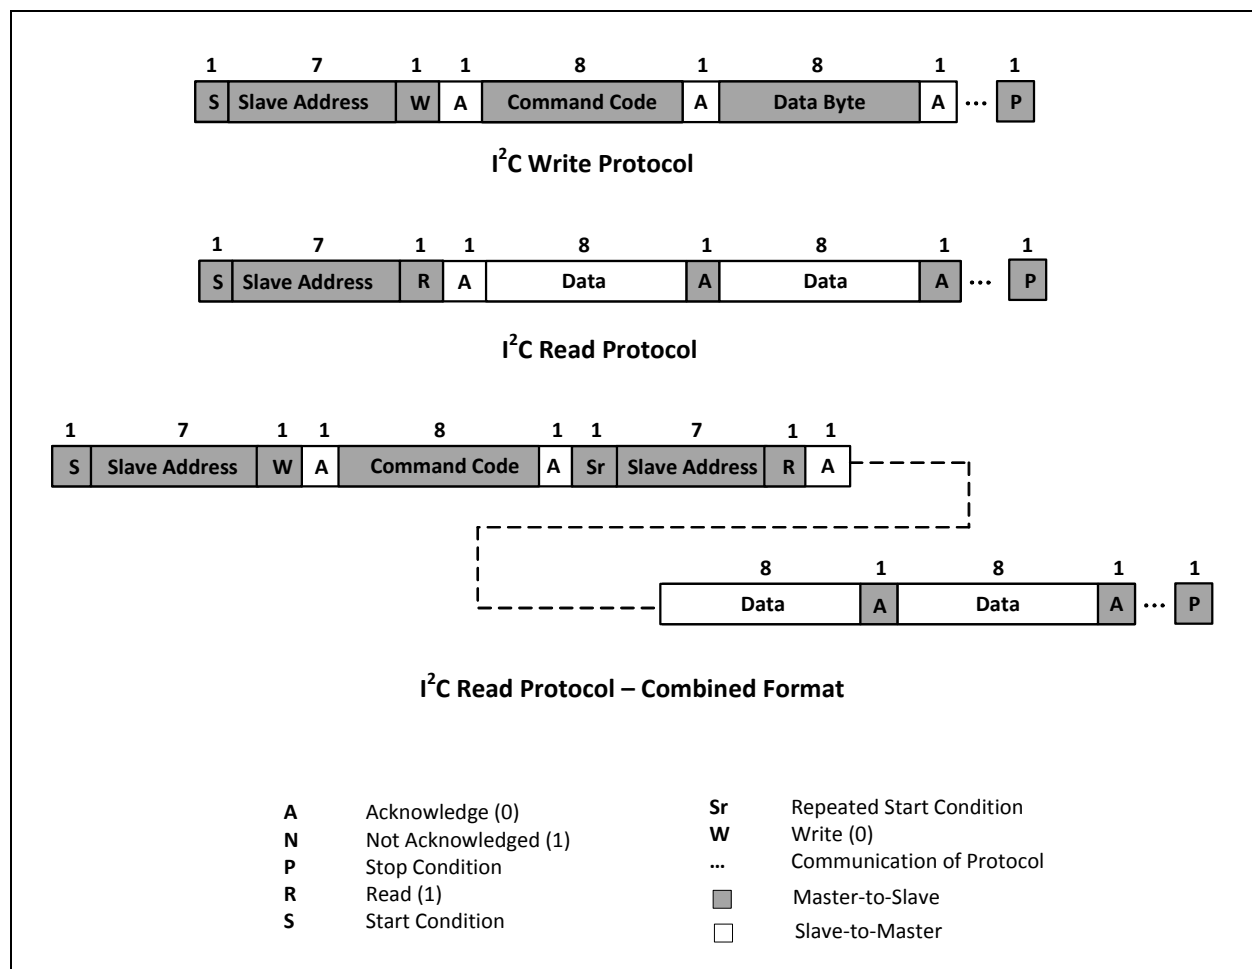 1 7 1 1 8 1 8 1 1
S Slave Address W A Command Code A Data Byte A ... P
I²C Write Protocol
1 7 1 1 8 1 8 1 1
S Slave Address R A Data A Data A ... P
I²C Read Protocol
1 7 1 1 8 1 1 7 1 1
S Slave Address W A Command Code A Sr Slave Address R A
8 1 8 1 1
Data A Data A ... P
I²C Read Protocol – Combined Format
A Acknowledge (0)
N Not Acknowledged (1)
P Stop Condition
R Read (1)
S Start Condition
Sr Repeated Start Condition
W Write (0)
... Communication of Protocol
Master-to-Slave
Slave-to-Master